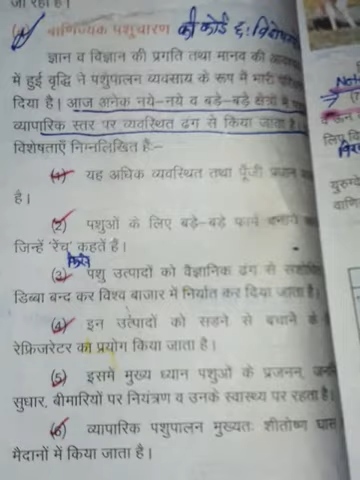 जा रहा है।
वाणिज्यिक पशुचारण की कोई 6 विशेषता
ज्ञान व विज्ञान की प्रगति तथा मानव की
में हुई वृद्धि ने पशुपालन व्यवसाय के रूप में भारी
दिया है। आज अनेक नये-नये व बड़े-बड़े क्षेत्रों में
व्यापारिक स्तर पर व्यवस्थित ढंग से किया जाता है।
विशेषताएँ निम्नलिखित हैं:-
(1) यह अधिक व्यवस्थित तथा पूँजी प्रधान
है।
(2) पशुओं के लिए बड़े-बड़े फार्म बनाये
जिन्हें 'रेंच' कहते हैं।
(3) पशु उत्पादों को वैज्ञानिक ढंग से
डिब्बा बन्द कर विश्व बाजार में निर्यात कर दिया जाता है।
(4) इन उत्पादों को सड़ने से बचाने के
रेफ्रिजरेटर का प्रयोग किया जाता है।
(5) इसमें मुख्य ध्यान पशुओं के प्रजनन,
सुधार, बीमारियों पर नियंत्रण व उनके स्वास्थ्य पर रहता है।
(6) व्यापारिक पशुपालन मुख्यतः शीतोष्ण घास
मैदानों में किया जाता है।
Not
लिए